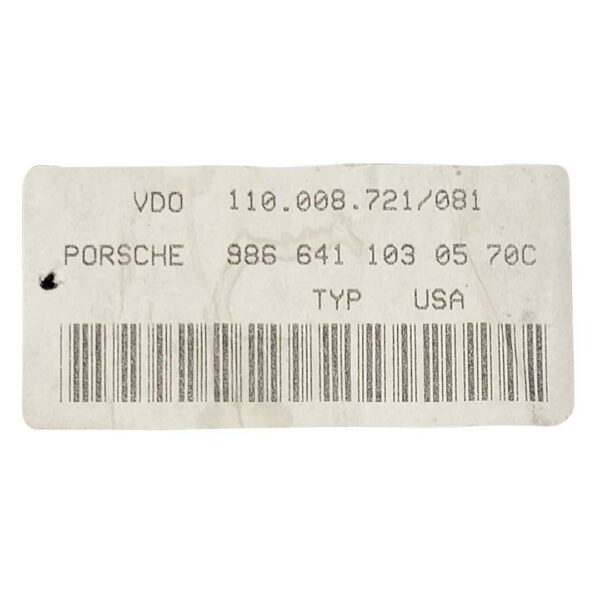 VDO 110.008.721/081
PORSCHE 986 641 103 05 70C
TYP USA